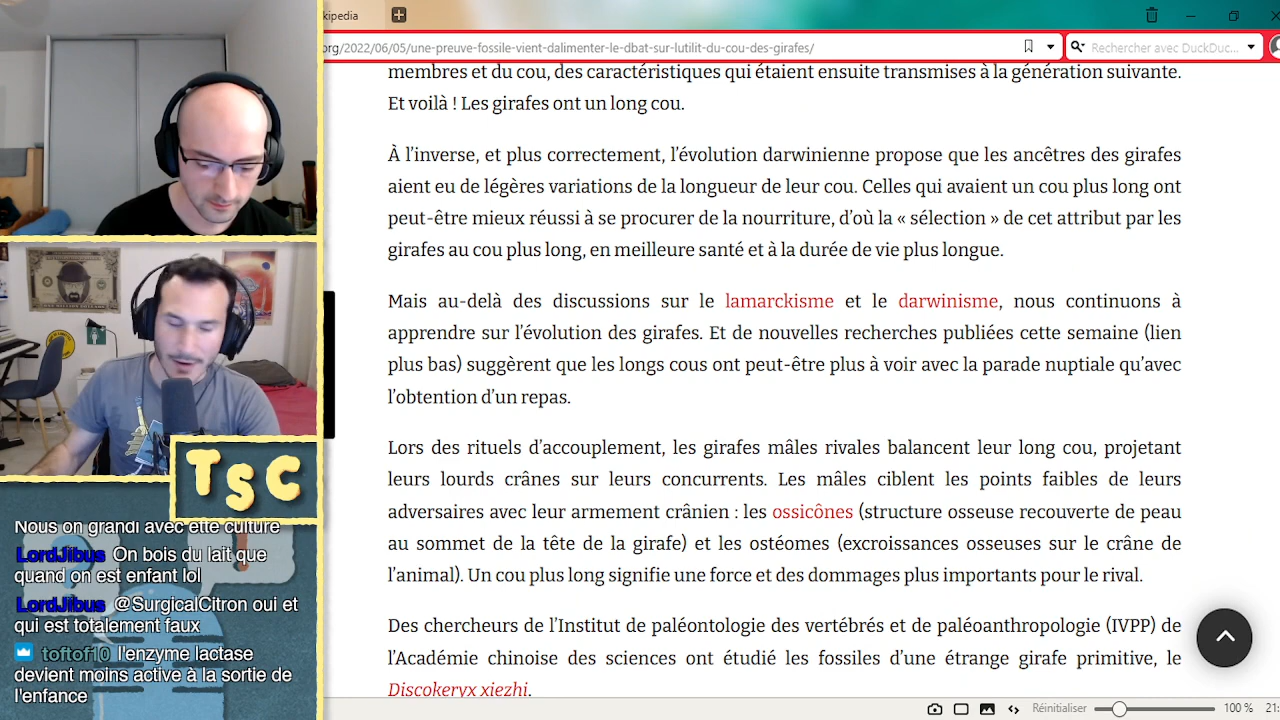 kipedia
org/2022/06/05/une-preuve-fossile-vient-dalimenter-le-dbat-sur-lutilit-du-cou-des-girafes/
Rechercher avec DuckDuc...
membres et du cou, des caractéristiques qui étaient ensuite transmises à la génération suivante.
Et voilà ! Les girafes ont un long cou.
À l'inverse, et plus correctement, l'évolution darwinienne propose que les ancêtres des girafes
aient eu de légères variations de la longueur de leur cou. Celles qui avaient un cou plus long ont
peut-être mieux réussi à se procurer de la nourriture, d'où la « sélection » de cet attribut par les
girafes au cou plus long, en meilleure santé et à la durée de vie plus longue.
Mais au-delà des discussions sur le lamarckisme et le darwinisme, nous continuons à
apprendre sur l'évolution des girafes. Et de nouvelles recherches publiées cette semaine (lien
plus bas) suggèrent que les longs cous ont peut-être plus à voir avec la parade nuptiale qu'avec
l'obtention d'un repas.
Lors des rituels d'accouplement, les girafes mâles rivales balancent leur long cou, projetant
leurs lourds crânes sur leurs concurrents. Les mâles ciblent les points faibles de leurs
adversaires avec leur armement crânien : les ossicônes (structure osseuse recouverte de peau
au sommet de la tête de la girafe) et les ostéomes (excroissances osseuses sur le crâne de
l'animal). Un cou plus long signifie une force et des dommages plus importants pour le rival.
Des chercheurs de l'Institut de paléontologie des vertébrés et de paléoanthropologie (IVPP) de
l'Académie chinoise des sciences ont étudié les fossiles d'une étrange girafe primitive, le
Discokeryx xiezhi.
Réinitialiser
100 %
21:
TSC
Nous on grandi avec ette culture
LordJibus On bois du lait que
quand on est enfant lol
LordJibus @SurgicalCitron oui et
qui est totalement faux
toftof10 l'enzyme lactase
devient moins active à la sortie de
l'enfance